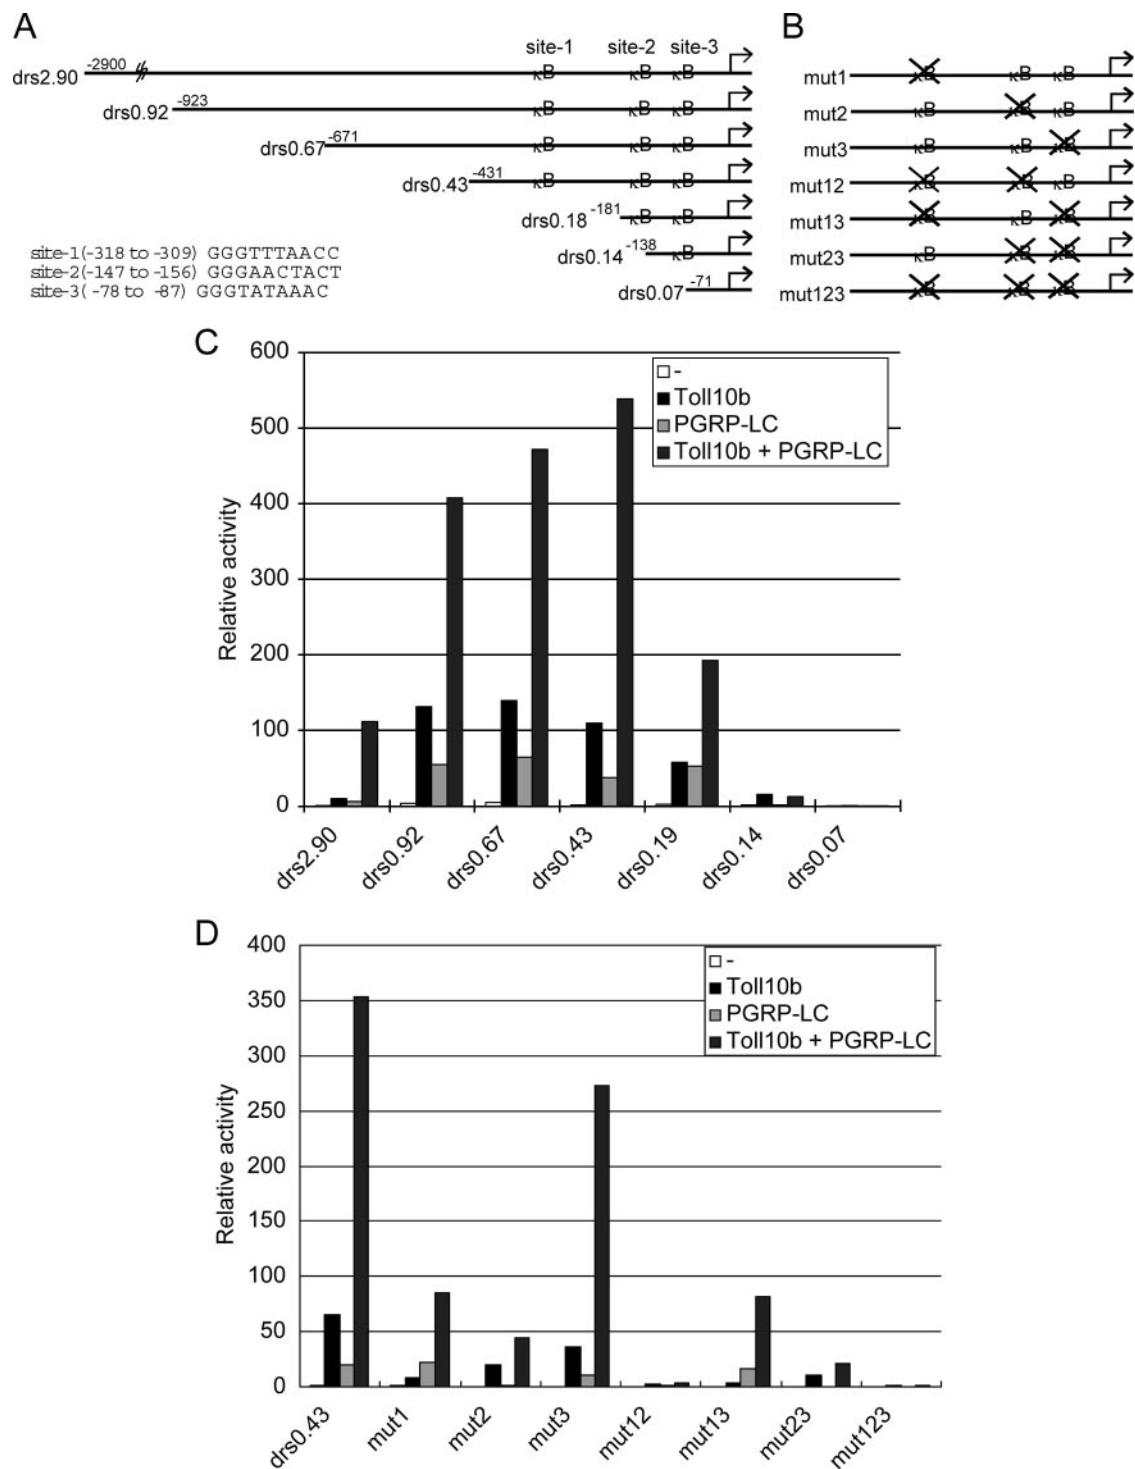 A
site-1 site-2 site-3
drs2.90 -2900 κB κB κB
drs0.92 -923 κB κB κB
drs0.67 -671 κB κB κB
drs0.43 -431 κB κB κB
drs0.18 -181 κB κB
drs0.14 -138 κB
drs0.07 -71
site-1(-318 to -309) GGGTTTAACC
site-2(-147 to -156) GGGAACTACT
site-3( -78 to -87) GGGTATAAAC
B
mut1 κB κB κB
mut2 κB κB κB
mut3 κB κB κB
mut12 κB κB κB
mut13 κB κB κB
mut23 κB κB κB
mut123 κB κB κB
C
Relative activity
600
500
400
300
200
100
0
-
Toll10b
PGRP-LC
Toll10b + PGRP-LC
drs2.90 drs0.92 drs0.67 drs0.43 drs0.19 drs0.14 drs0.07
D
Relative activity
400
350
300
250
200
150
100
50
0
-
Toll10b
PGRP-LC
Toll10b + PGRP-LC
drs0.43 mut1 mut2 mut3 mut12 mut13 mut23 mut123